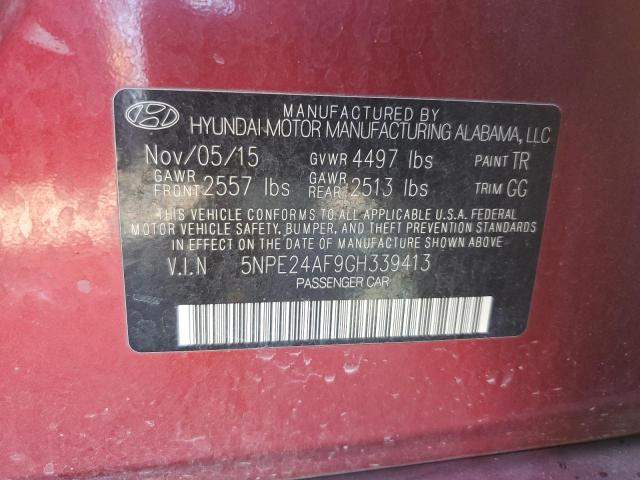 MANUFACTURED BY
HYUNDAI MOTOR MANUFACTURING ALABAMA, LLC
Nov/05/15 GVWR 4497 lbs PAINT TR
GAWR FRONT 2557 lbs GAWR REAR 2513 lbs TRIM GG
THIS VEHICLE CONFORMS TO ALL APPLICABLE U.S.A. FEDERAL
MOTOR VEHICLE SAFETY, BUMPER, AND THEFT STANDARDS
IN EFFECT ON THE DATE OF MANUFACTURE SHOWN ABOVE.
V.I.N 5NPE24AF9GH339413
PASSENGER CAR